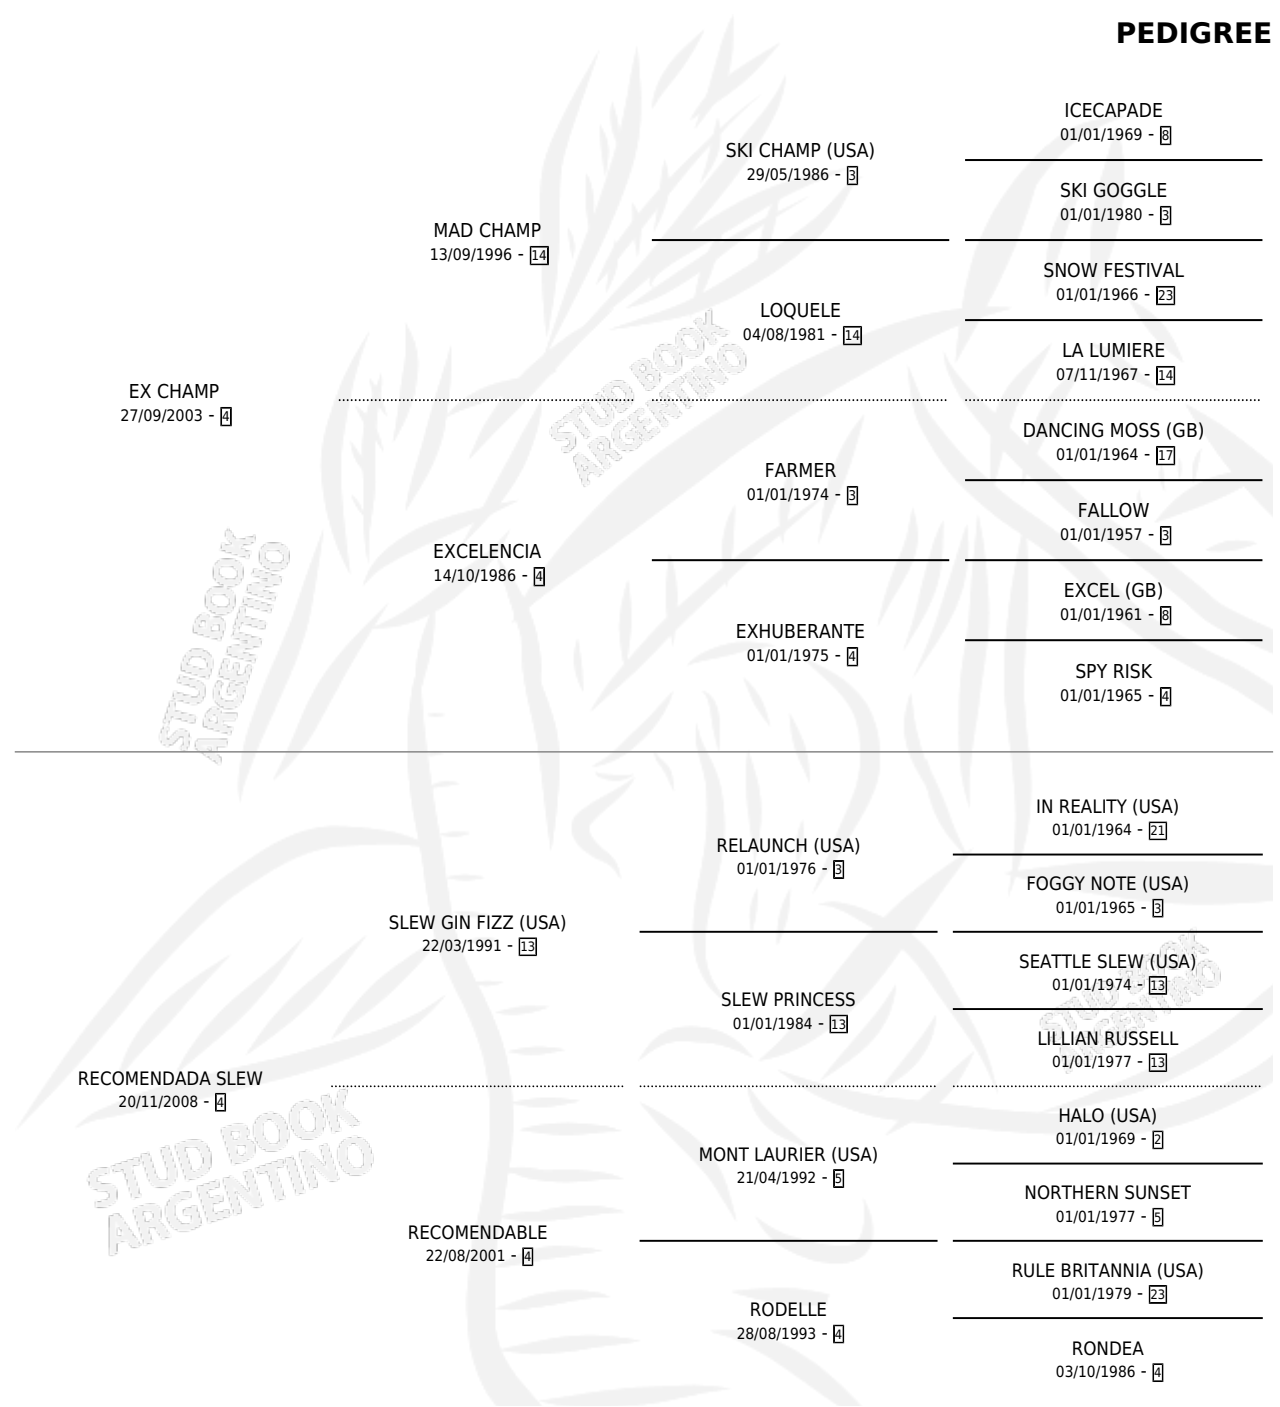 PEDIGREE
ICECAPADE
01/01/1969 - 8
SKI CHAMP (USA)
29/05/1986 - 3
SKI GOGGLE
01/01/1980 - 3
MAD CHAMP
13/09/1996 - 14
SNOW FESTIVAL
01/01/1966 - 23
LOQUELE
04/08/1981 - 14
LA LUMIERE
07/11/1967 - 14
EX CHAMP
27/09/2003 - 4
DANCING MOSS (GB)
01/01/1964 - 17
FARMER
01/01/1974 - 3
FALLOW
01/01/1957 - 3
EXCELENCIA
14/10/1986 - 4
EXCEL (GB)
01/01/1961 - 8
EXHUBERANTE
01/01/1975 - 4
SPY RISK
01/01/1965 - 4
IN REALITY (USA)
01/01/1964 - 21
RELAUNCH (USA)
01/01/1976 - 3
FOGGY NOTE (USA)
01/01/1965 - 3
SLEW GIN FIZZ (USA)
22/03/1991 - 13
SEATTLE SLEW (USA)
01/01/1974 - 13
SLEW PRINCESS
01/01/1984 - 13
LILLIAN RUSSELL
01/01/1977 - 13
RECOMENDADA SLEW
20/11/2008 - 4
HALO (USA)
01/01/1969 - 2
MONT LAURIER (USA)
21/04/1992 - 5
NORTHERN SUNSET
01/01/1977 - 5
RECOMENDABLE
22/08/2001 - 4
RULE BRITANNIA (USA)
01/01/1979 - 23
RODELLE
28/08/1993 - 4
RONDEA
03/10/1986 - 4
STUD BOOK
ARGENTINO
STUD BOOK
ARGENTINO
STUD BOOK
ARGENTINO
STUD BOOK
ARGENTINO